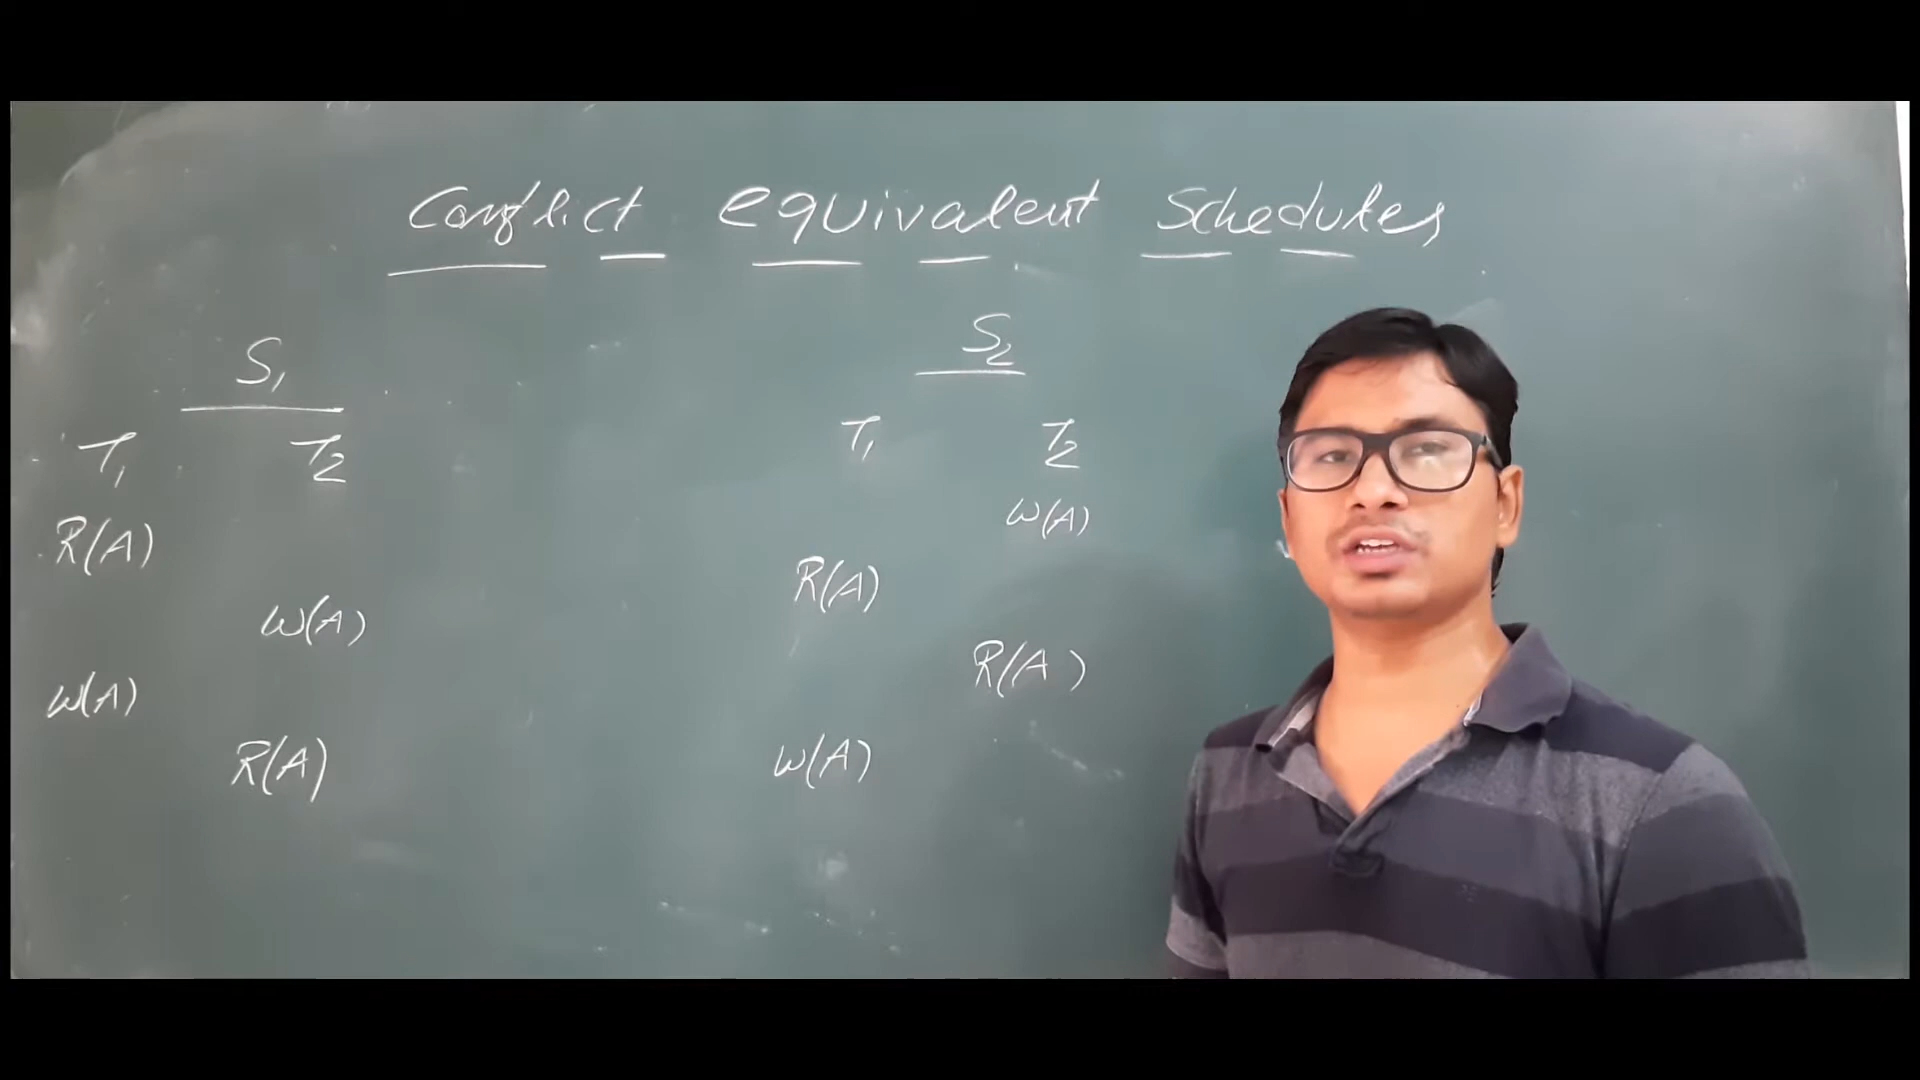 Conflict equivalent Schedules
S1
T1 T2
R(A)
W(A)
W(A)
R(A)
S2
T1 T2
W(A)
R(A)
R(A)
W(A)